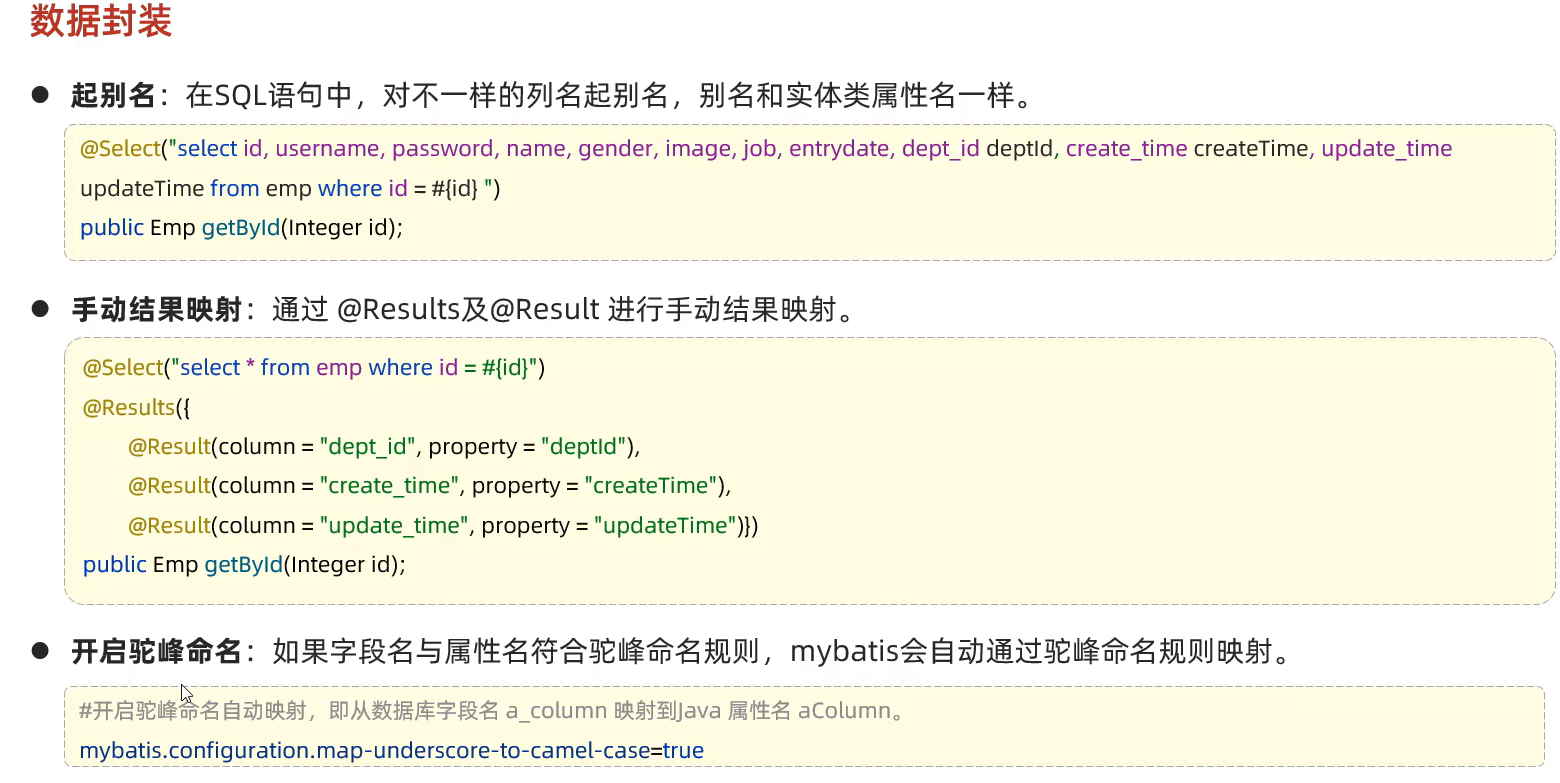 数据封装
● 起别名：在SQL语句中，对不一样的列名起别名，别名和实体类属性名一样。
@Select("select id, username, password, name, gender, image, job, entrydate, dept_id deptId, create_time createTime, update_time
updateTime from emp where id = #{id} ")
public Emp getById(Integer id);
● 手动结果映射：通过 @Results及@Result 进行手动结果映射。
@Select("select * from emp where id = #{id}")
@Results({
@Result(column = "dept_id", property = "deptId"),
@Result(column = "create_time", property = "createTime"),
@Result(column = "update_time", property = "updateTime")})
public Emp getById(Integer id);
● 开启驼峰命名：如果字段名与属性名符合驼峰命名规则，mybatis会自动通过驼峰命名规则映射。
#开启驼峰命名自动映射，即从数据库字段名 a_column 映射到Java 属性名 aColumn。
mybatis.configuration.map-underscore-to-camel-case=true